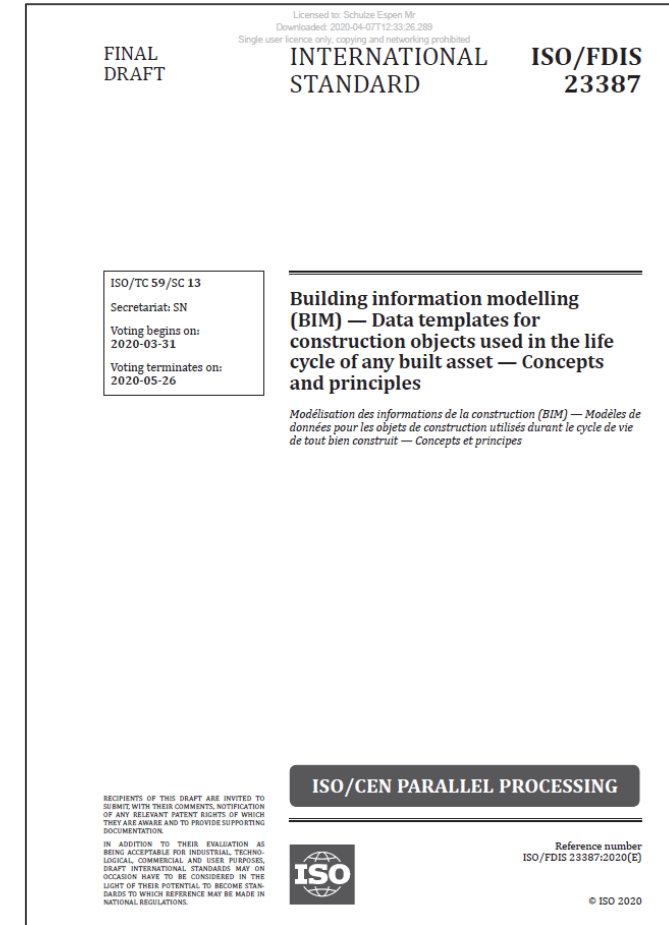 Licensed to: Schulze Espen Mr
Downloaded: 2020-04-07T12:33:26.289
Single user licence only, copying and networking prohibited
FINAL
DRAFT
INTERNATIONAL
STANDARD
ISO/FDIS
23387
ISO/TC 59/SC 13
Secretariat: SN
Voting begins on:
2020-03-31
Voting terminates on:
2020-05-26
Building information modelling
(BIM) — Data templates for
construction objects used in the life
cycle of any built asset — Concepts
and principles
Modélisation des informations de la construction (BIM) — Modèles de
données pour les objets de construction utilisés durant le cycle de vie
de tout bien construit — Concepts et principes
ISO/CEN PARALLEL PROCESSING
RECIPIENTS OF THIS DRAFT ARE INVITED TO
SUBMIT, WITH THEIR COMMENTS, NOTIFICATION
OF ANY RELEVANT PATENT RIGHTS OF WHICH
THEY ARE AWARE AND TO PROVIDE SUPPORTING
DOCUMENTATION.
IN ADDITION TO THEIR EVALUATION AS
BEING ACCEPTABLE FOR INDUSTRIAL, TECHNO-
LOGICAL, COMMERCIAL AND USER PURPOSES,
DRAFT INTERNATIONAL STANDARDS MAY ON
OCCASION HAVE TO BE CONSIDERED IN THE
LIGHT OF THEIR POTENTIAL TO BECOME STAN-
DARDS TO WHICH REFERENCE MAY BE MADE IN
NATIONAL REGULATIONS.
ISO
Reference number
ISO/FDIS 23387:2020(E)
© ISO 2020